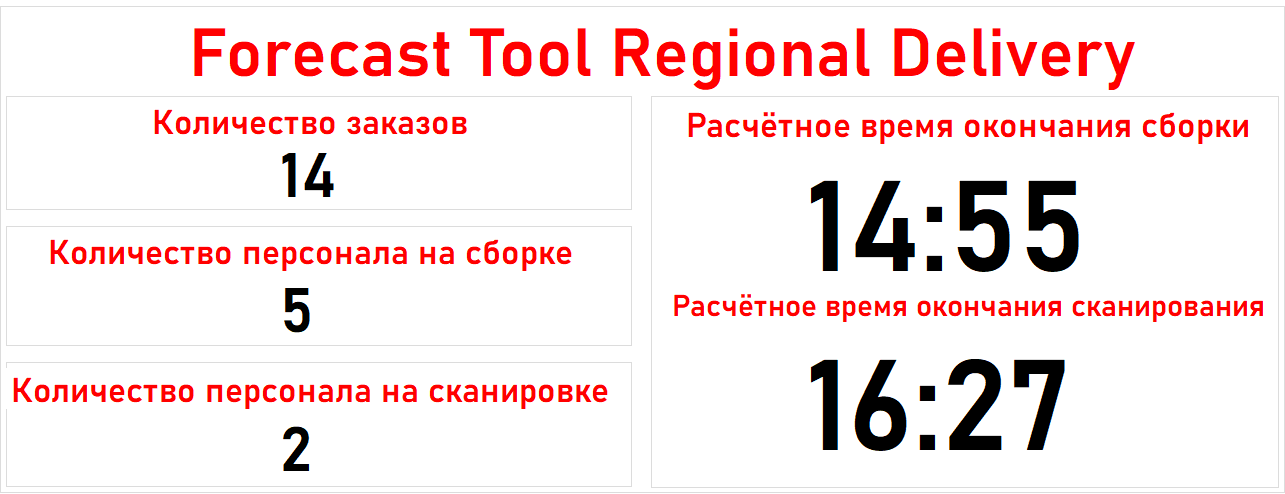 Forecast Tool Regional Delivery
Количество заказов
14
Количество персонала на сборке
5
Количество персонала на сканировке
2
Расчётное время окончания сборки
14:55
Расчётное время окончания сканирования
16:27